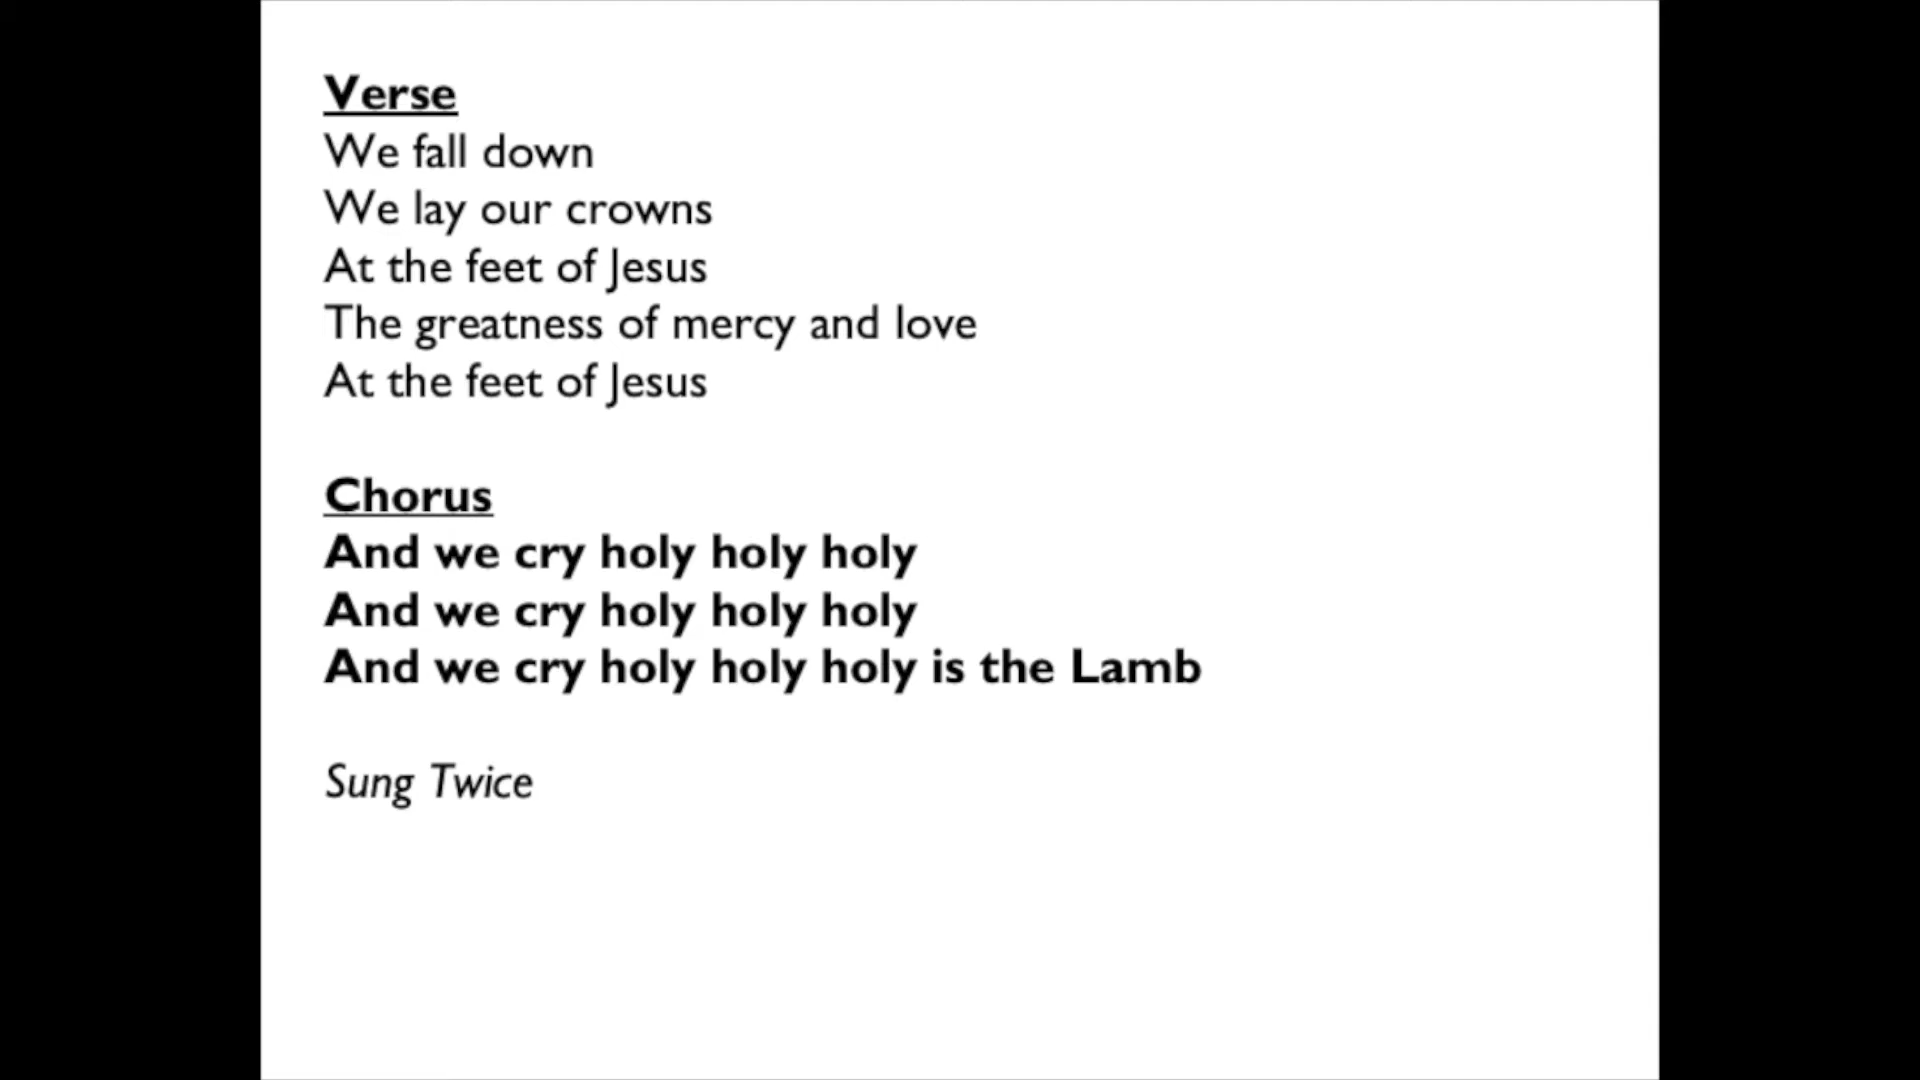 Verse
We fall down
We lay our crowns
At the feet of Jesus
The greatness of mercy and love
At the feet of Jesus
Chorus
And we cry holy holy holy
And we cry holy holy holy
And we cry holy holy holy is the Lamb
Sung Twice